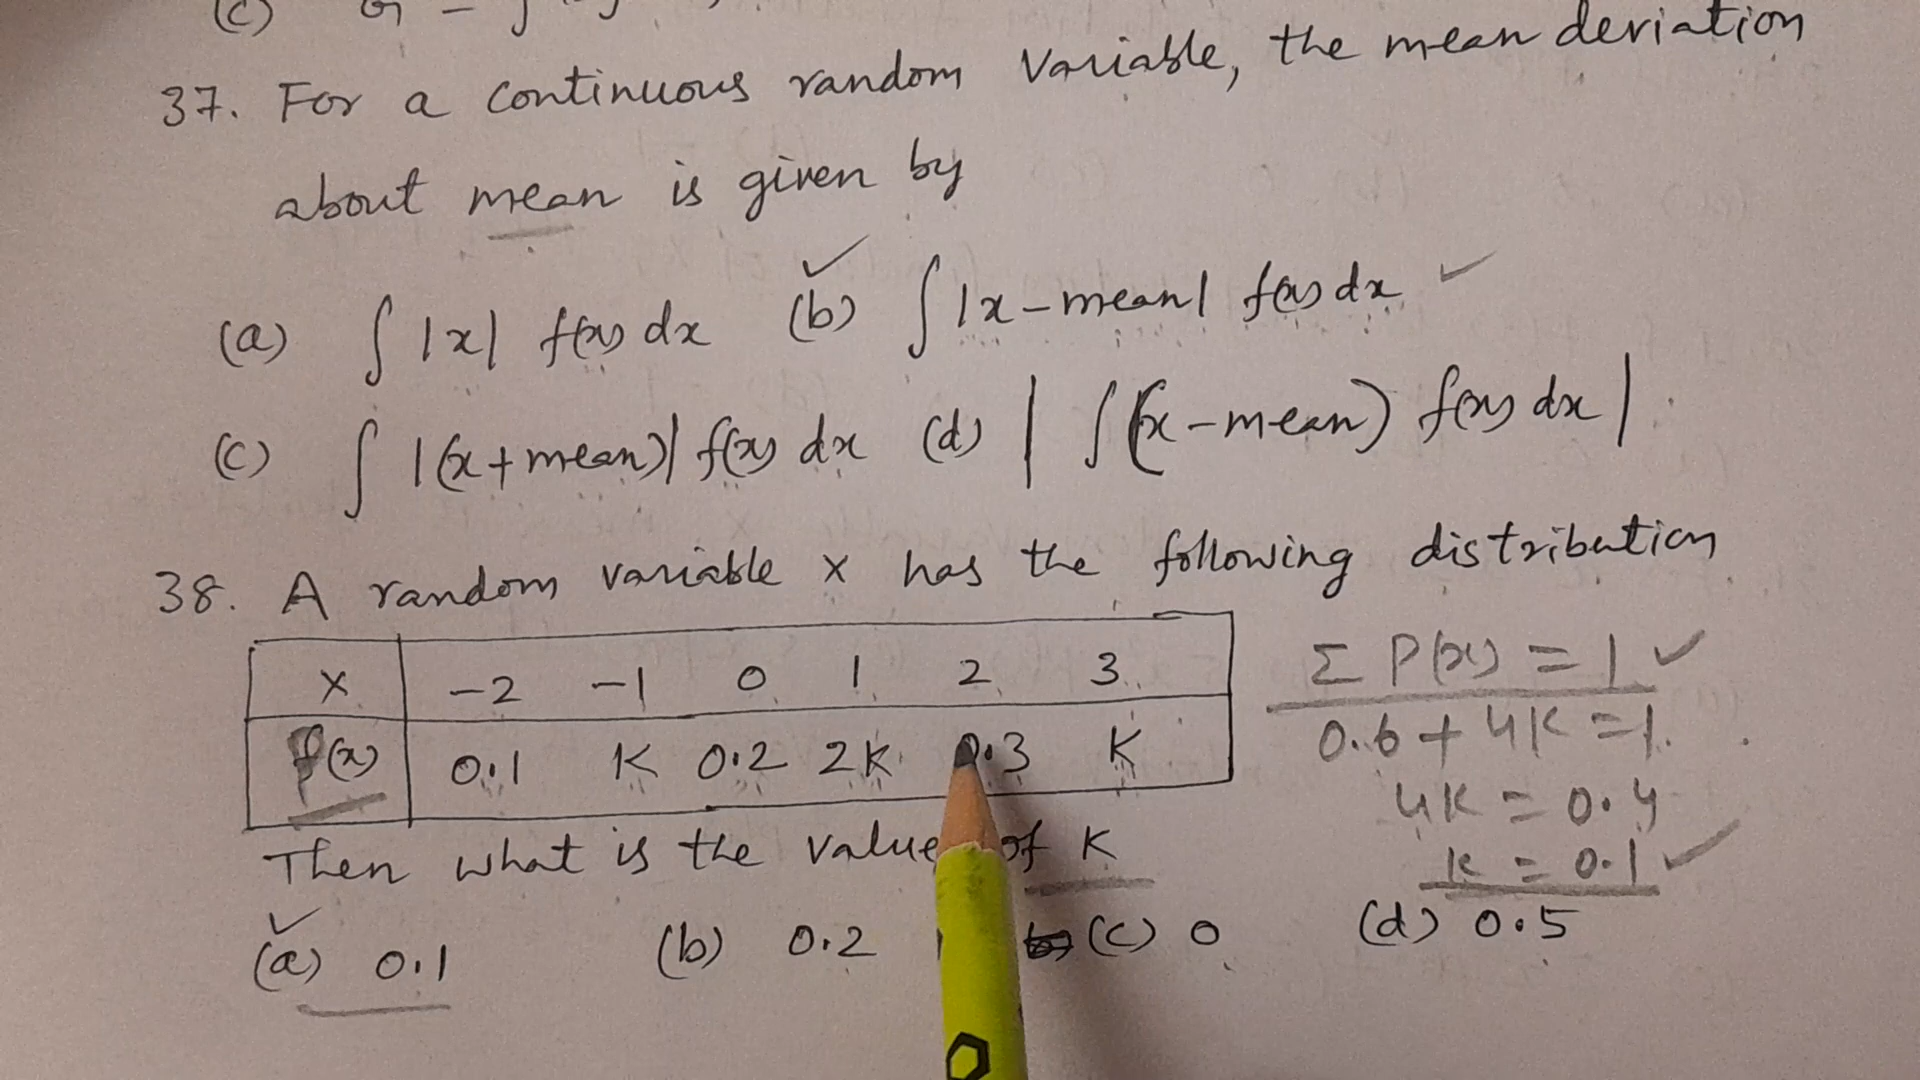 (c)
37. For a continuous random Variable, the mean deviation
about mean is given by
(a) ∫ |x| f(x) dx (b) ∫ |x-mean| f(x) dx ✓
(c) ∫ |(x+mean)| f(x) dx (d) | ∫ (x-mean) f(x) dx |
38. A random variable x has the following distribution
x -2 -1 0 1 2 3
P(x) 0.1 K 0.2 2K 0.3 K
Σ P(x) = 1 ✓
0.6 + 4K = 1
4K = 0.4
K = 0.1 ✓
Then what is the value of K
(a) 0.1 (b) 0.2 (c) 0 (d) 0.5